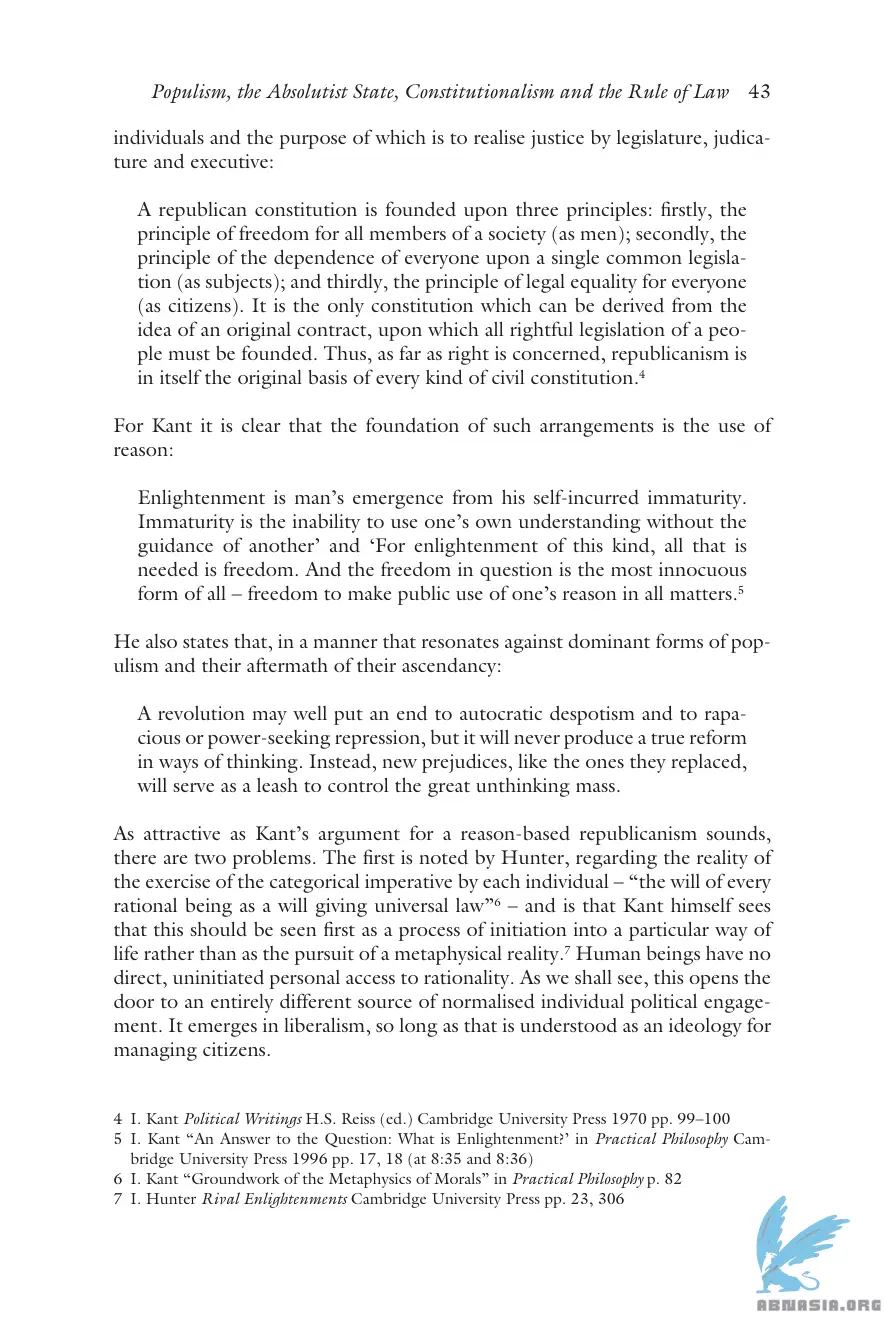 Populism, the Absolutist State, Constitutionalism and the Rule of Law 43
individuals and the purpose of which is to realise justice by legislature, judica-
ture and executive:
A republican constitution is founded upon three principles: firstly, the
principle of freedom for all members of a society (as men); secondly, the
principle of the dependence of everyone upon a single common legisla-
tion (as subjects); and thirdly, the principle of legal equality for everyone
(as citizens). It is the only constitution which can be derived from the
idea of an original contract, upon which all rightful legislation of a peo-
ple must be founded. Thus, as far as right is concerned, republicanism is
in itself the original basis of every kind of civil constitution.⁴
For Kant it is clear that the foundation of such arrangements is the use of
reason:
Enlightenment is man’s emergence from his self-incurred immaturity.
Immaturity is the inability to use one’s own understanding without the
guidance of another’ and ‘For enlightenment of this kind, all that is
needed is freedom. And the freedom in question is the most innocuous
form of all – freedom to make public use of one’s reason in all matters.⁵
He also states that, in a manner that resonates against dominant forms of pop-
ulism and their aftermath of their ascendancy:
A revolution may well put an end to autocratic despotism and to rapa-
cious or power-seeking repression, but it will never produce a true reform
in ways of thinking. Instead, new prejudices, like the ones they replaced,
will serve as a leash to control the great unthinking mass.
As attractive as Kant’s argument for a reason-based republicanism sounds,
there are two problems. The first is noted by Hunter, regarding the reality of
the exercise of the categorical imperative by each individual – “the will of every
rational being as a will giving universal law”⁶ – and is that Kant himself sees
that this should be seen first as a process of initiation into a particular way of
life rather than as the pursuit of a metaphysical reality.⁷ Human beings have no
direct, uninitiated personal access to rationality. As we shall see, this opens the
door to an entirely different source of normalised individual political engage-
ment. It emerges in liberalism, so long as that is understood as an ideology for
managing citizens.
4 I. Kant Political Writings H.S. Reiss (ed.) Cambridge University Press 1970 pp. 99–100
5 I. Kant “An Answer to the Question: What is Enlightenment?’ in Practical Philosophy Cam-
bridge University Press 1996 pp. 17, 18 (at 8:35 and 8:36)
6 I. Kant “Groundwork of the Metaphysics of Morals” in Practical Philosophy p. 82
7 I. Hunter Rival Enlightenments Cambridge University Press pp. 23, 306
ABNASIA.ORG